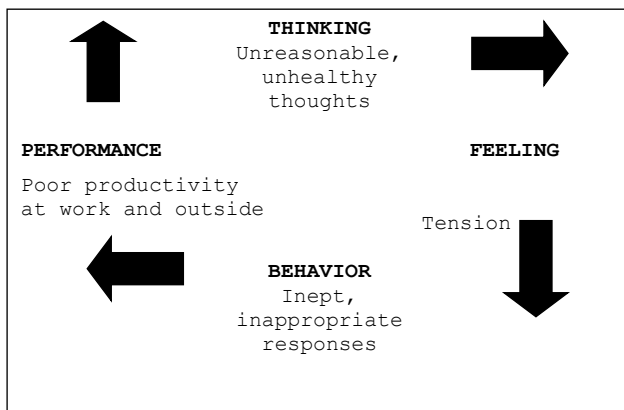 THINKING
Unreasonable,
unhealthy
thoughts
PERFORMANCE
FEELING
Poor productivity
at work and outside
Tension
BEHAVIOR
Inept,
inappropriate
responses